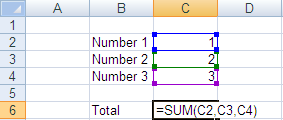 A B C D
1
2 Number 1 1
3 Number 2 2
4 Number 3 3
5
6 Total =SUM(C2,C3,C4)